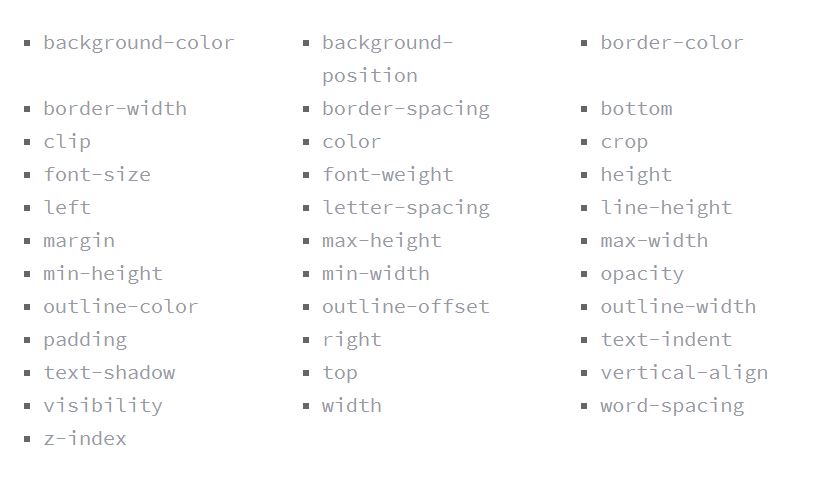 background-color
background-
position
border-color
border-width
border-spacing
bottom
clip
color
crop
font-size
font-weight
height
left
letter-spacing
line-height
margin
max-height
max-width
min-height
min-width
opacity
outline-color
outline-offset
outline-width
padding
right
text-indent
text-shadow
top
vertical-align
visibility
width
word-spacing
z-index